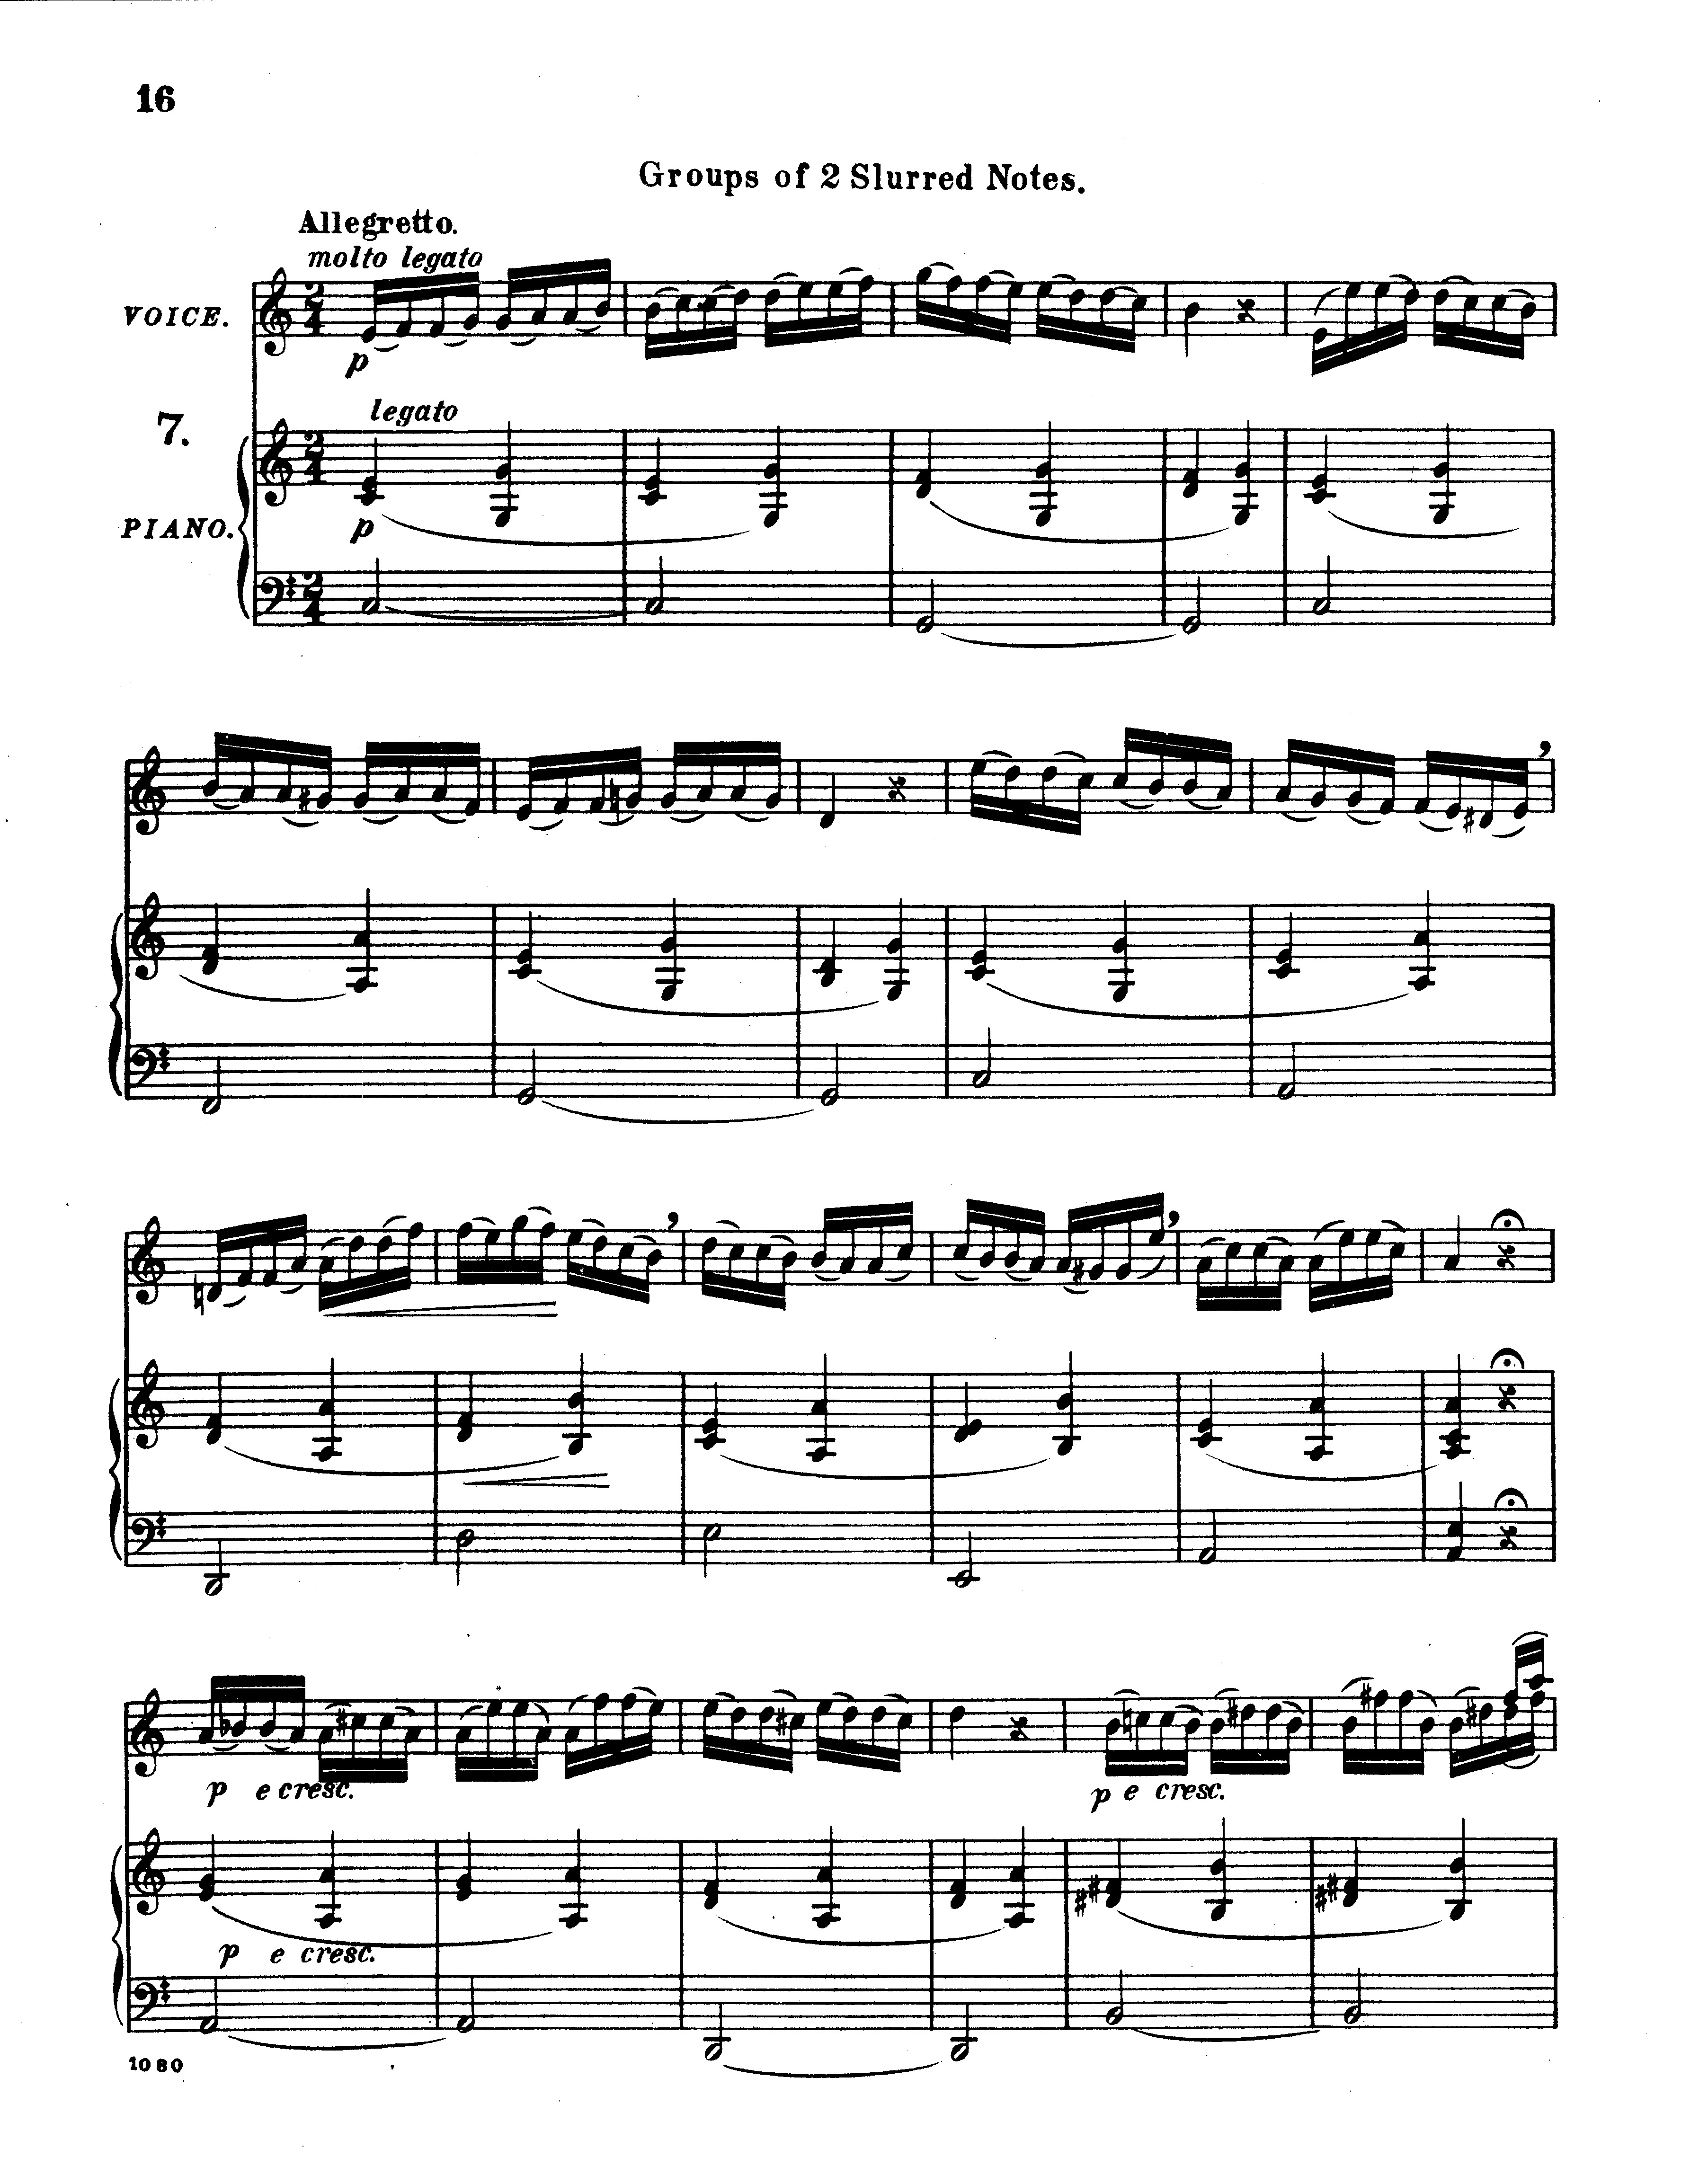 16
Groups of 2 Slurred Notes.
Allegretto.
molto legato
VOICE.
p
7.
legato
PIANO.
p
p e cresc.
p e cresc.
p e cresc.
1080